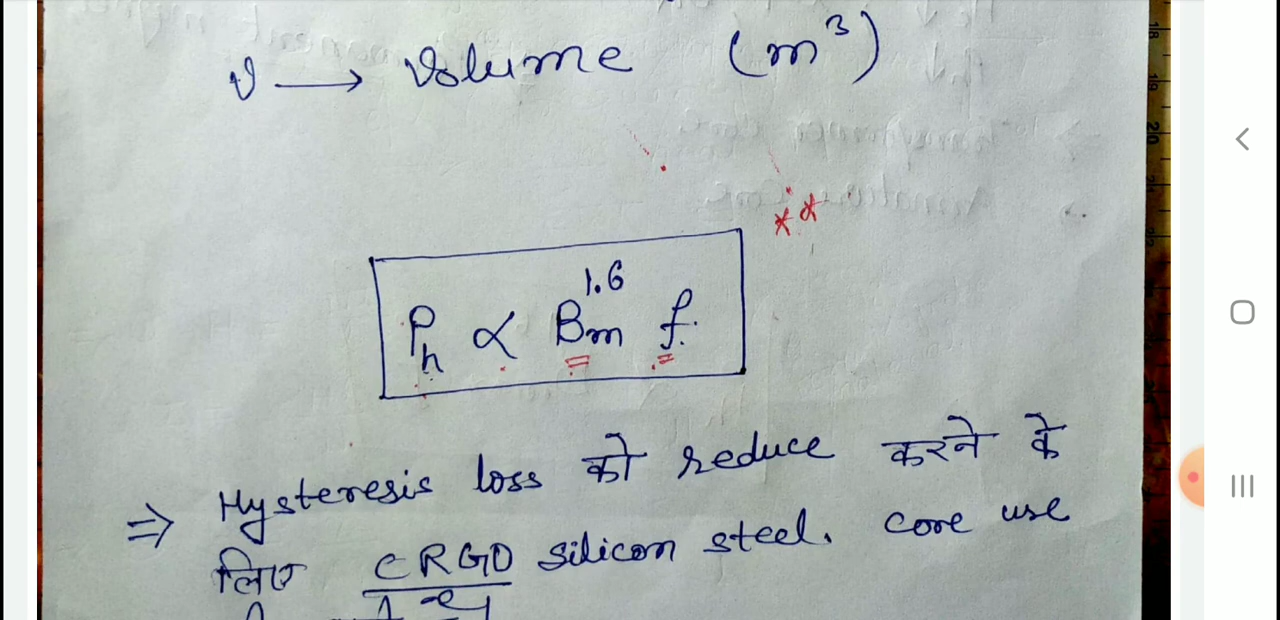 v → Volume (m³)
**
Ph ∝ Bm^1.6 f
⇒ Hysteresis loss को reduce करने के
लिए CRGO silicon steel. core use